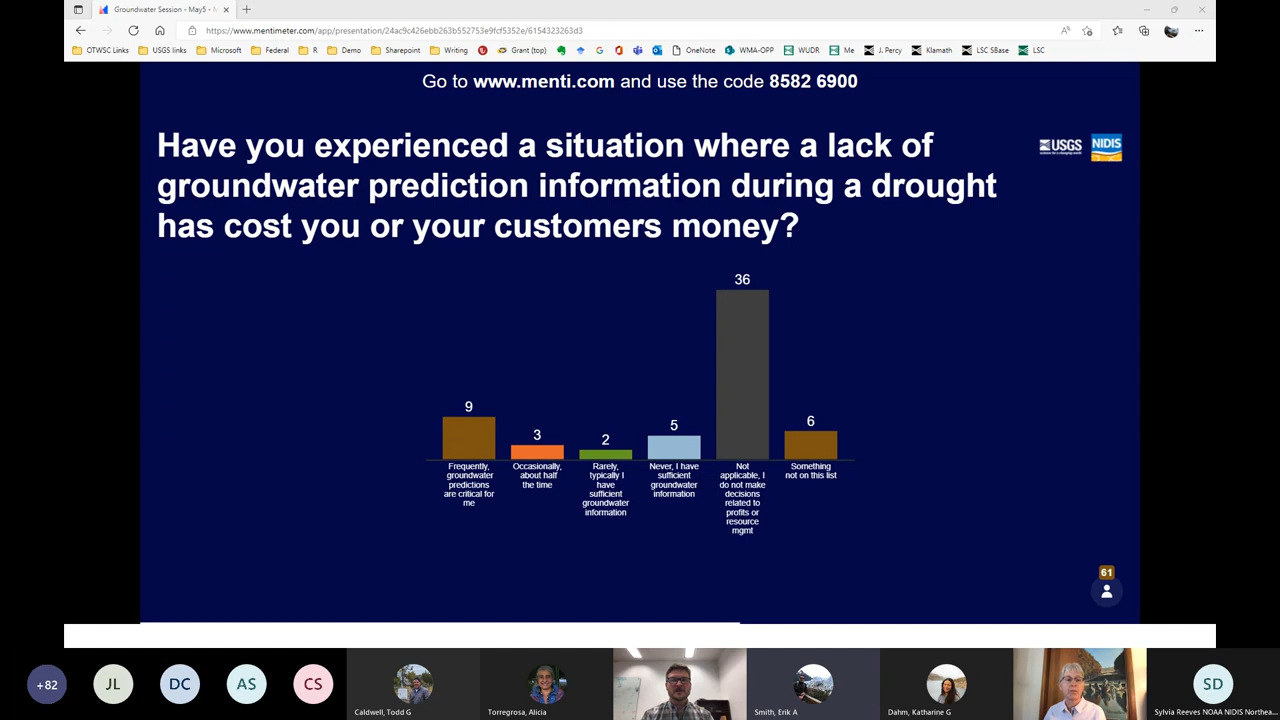 Groundwater Session - May5 - M
https://www.mentimeter.com/app/presentation/24ac9c426ebb263b552753e9fcf5352e/6154323263d3
OTWSC Links USGS links Microsoft Federal R Demo Sharepoint Writing Grant (top) OneNote WMA-OPP WUDR Me J. Percy Klamath LSC SBase LSC
Go to www.menti.com and use the code 8582 6900
Have you experienced a situation where a lack of
groundwater prediction information during a drought
has cost you or your customers money?
USGS
NIDIS
36
9
3
2
5
6
Frequently,
groundwater
predictions
are critical for
me
Occasionally,
about half
the time
Rarely,
typically I
have
sufficient
groundwater
information
Never, I have
sufficient
groundwater
information
Not
applicable, I
do not make
decisions
related to
profits or
resource
mgmt
Something
not on this list
61
+82
JL
DC
AS
CS
SD
Caldwell, Todd G
Torregrosa, Alicia
Smith, Erik A
Dahm, Katharine G
Sylvia Reeves NOAA NIDIS Northea...